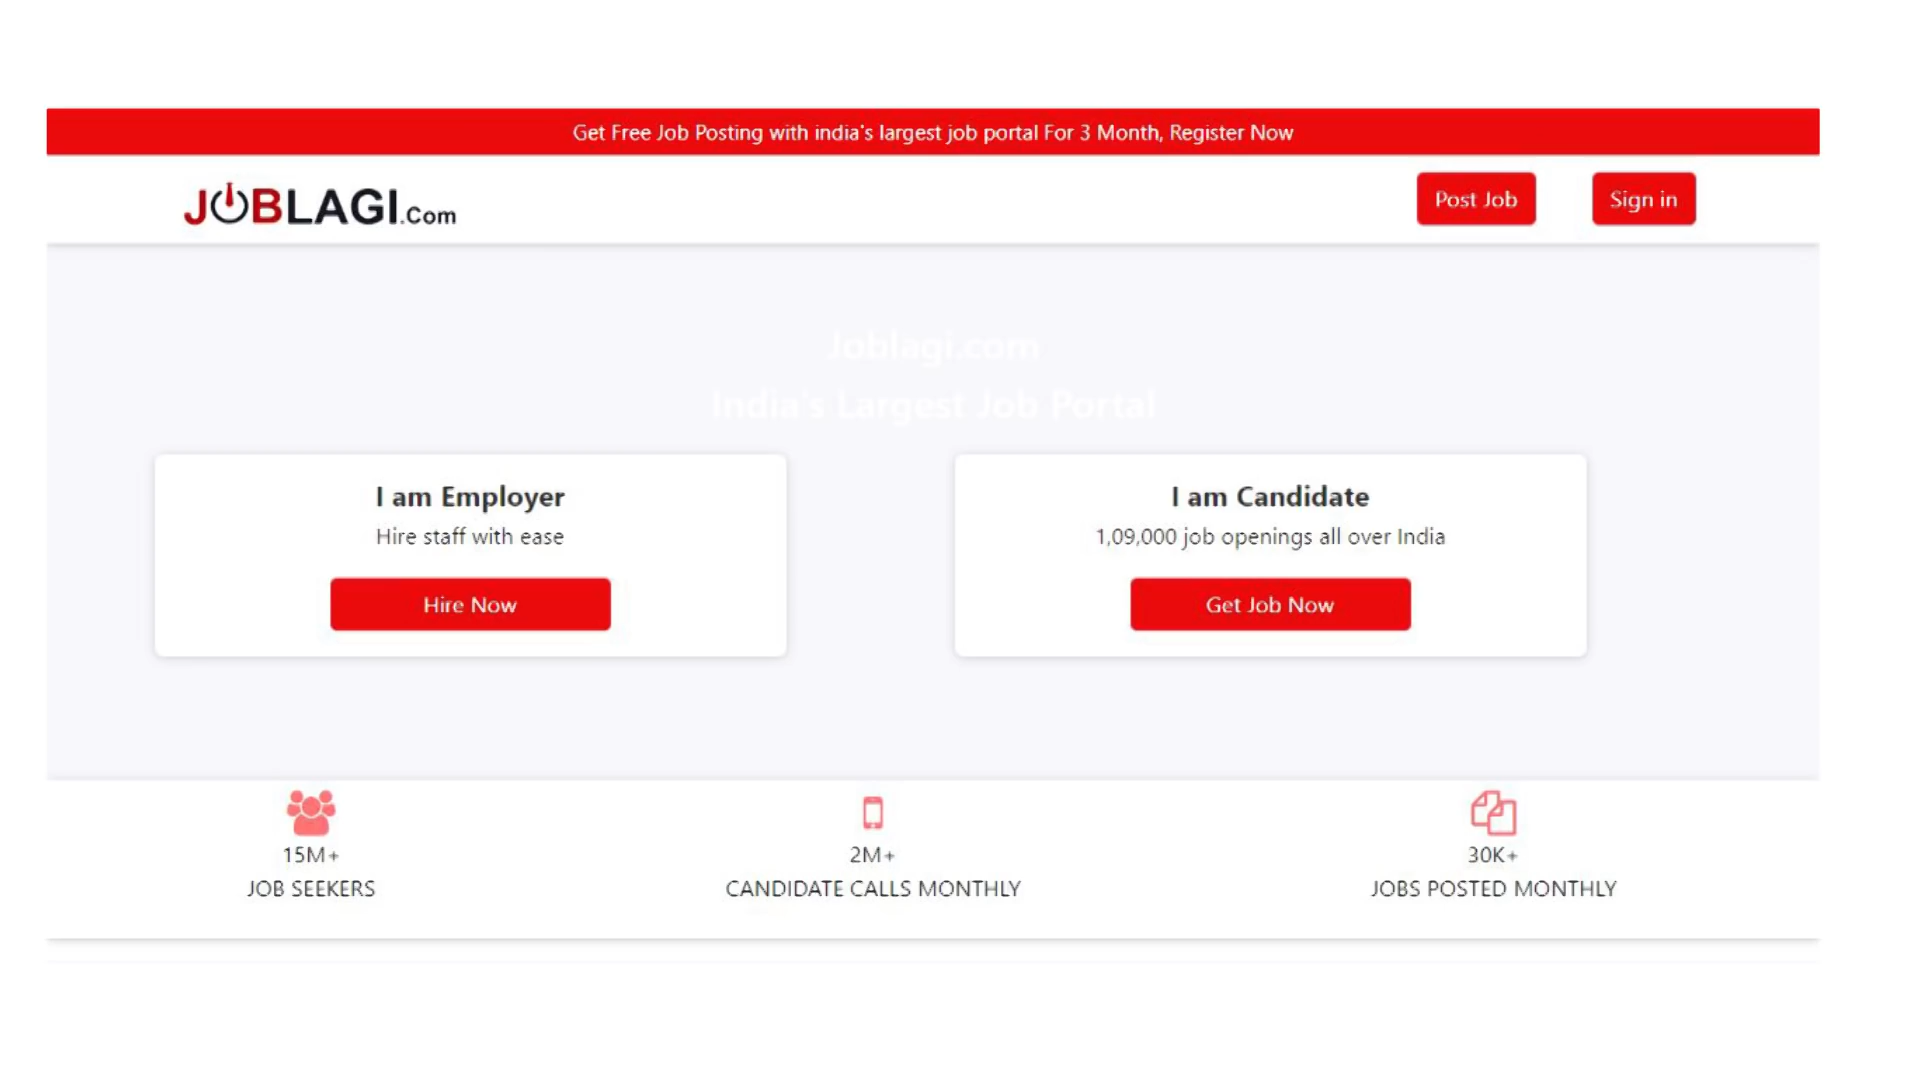 Get Free Job Posting with india's largest job portal For 3 Month, Register Now
JOBLAGI.Com
Post Job
Sign in
Joblagi.com
India's Largest Job Portal
I am Employer
Hire staff with ease
Hire Now
I am Candidate
1,09,000 job openings all over India
Get Job Now
15M+
JOB SEEKERS
2M+
CANDIDATE CALLS MONTHLY
30K+
JOBS POSTED MONTHLY